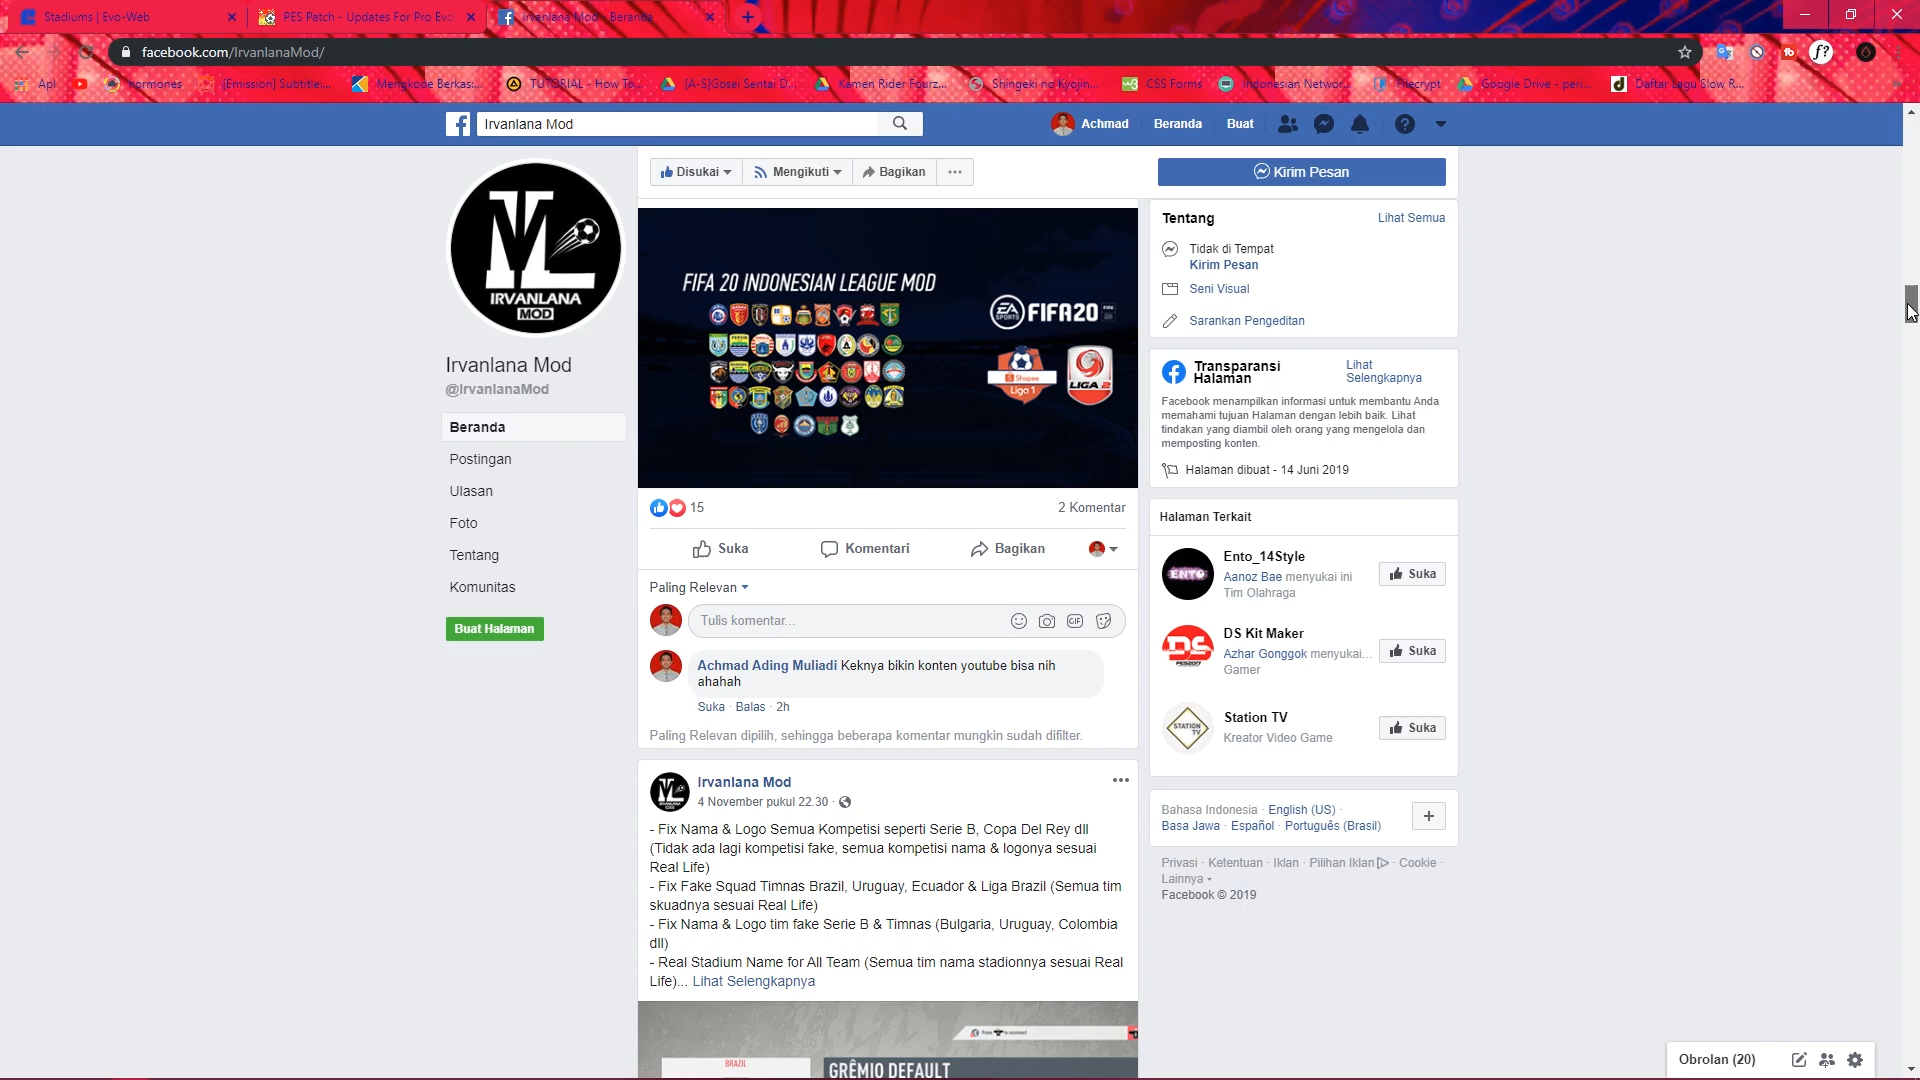 Stadiums | Evo-Web
PES Patch - Updates For Pro Evo
Irvanlana Mod - Beranda
facebook.com/IrvanlanaMod/
Apl
hormones
[Emission] Subtitle:...
Mengkode Berkas:...
TUTORIAL - How To...
[A-S]Gosei Sentai D...
Kamen Rider Fourz...
Shingeki no Kyojin...
CSS Forms
Indonesian Networ...
Filecrypt
Google Drive - peri...
Daftar Lagu Slow R...
Irvanlana Mod
Achmad
Beranda
Buat
Disukai
Mengikuti
Bagikan
Kirim Pesan
IRVANLANA
MOD
Irvanlana Mod
@IrvanlanaMod
Beranda
Postingan
Ulasan
Foto
Tentang
Komunitas
Buat Halaman
FIFA 20 INDONESIAN LEAGUE MOD
EA SPORTS
FIFA20
Shopee
Liga 1
LIGA 2
15
2 Komentar
Suka
Komentari
Bagikan
Paling Relevan
Tulis komentar...
GIF
Achmad Ading Muliadi Keknya bikin konten youtube bisa nih
ahahah
Suka · Balas · 2h
Paling Relevan dipilih, sehingga beberapa komentar mungkin sudah difilter.
Irvanlana Mod
4 November pukul 22.30 ·
- Fix Nama & Logo Semua Kompetisi seperti Serie B, Copa Del Rey dll
(Tidak ada lagi kompetisi fake, semua kompetisi nama & logonya sesuai
Real Life)
- Fix Fake Squad Timnas Brazil, Uruguay, Ecuador & Liga Brazil (Semua tim
skuadnya sesuai Real Life)
- Fix Nama & Logo tim fake Serie B & Timnas (Bulgaria, Uruguay, Colombia
dll)
- Real Stadium Name for All Team (Semua tim nama stadionnya sesuai Real
Life)... Lihat Selengkapnya
BRAZIL
GRÊMIO DEFAULT
Tentang
Lihat Semua
Tidak di Tempat
Kirim Pesan
Seni Visual
Sarankan Pengeditan
Transparansi
Halaman
Lihat
Selengkapnya
Facebook menampilkan informasi untuk membantu Anda
memahami tujuan Halaman dengan lebih baik. Lihat
tindakan yang diambil oleh orang yang mengelola dan
memposting konten.
Halaman dibuat - 14 Juni 2019
Halaman Terkait
ENTO
Ento_14Style
Aanoz Bae menyukai ini
Tim Olahraga
Suka
DS
PES2017
DS Kit Maker
Azhar Gonggok menyukai...
Gamer
Suka
STATION
TV
Station TV
Kreator Video Game
Suka
Bahasa Indonesia · English (US) ·
Basa Jawa · Español · Português (Brasil)
Privasi · Ketentuan · Iklan · Pilihan Iklan · Cookie ·
Lainnya
Facebook © 2019
Obrolan (20)